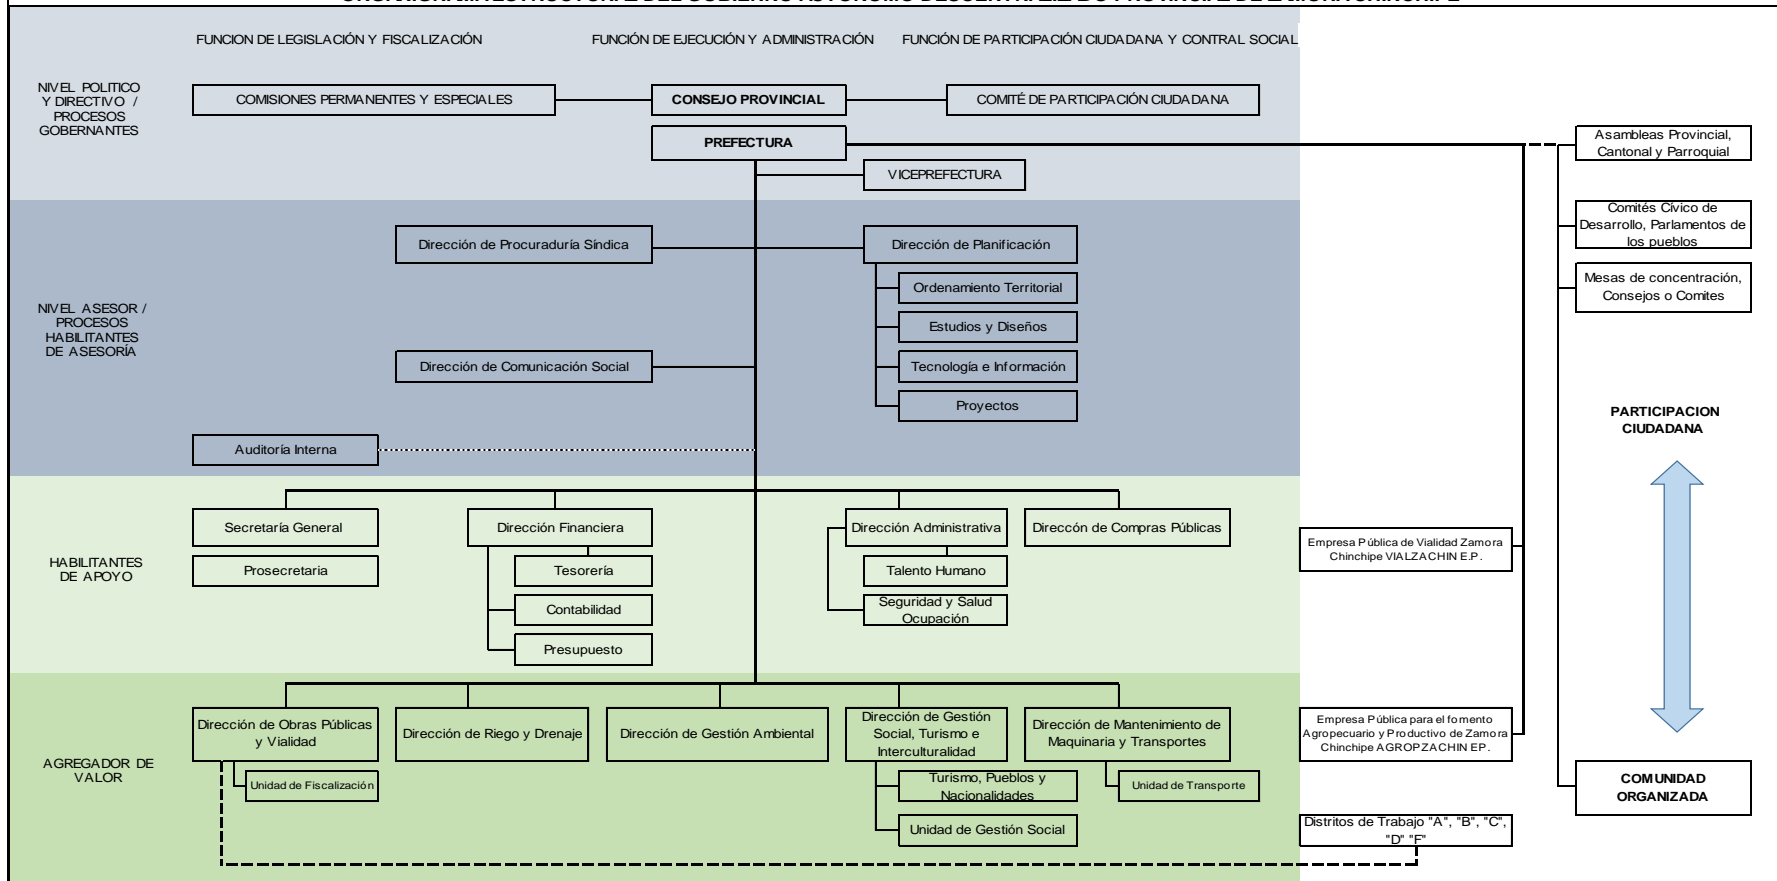 FUNCION DE LEGISLACIÓN Y FISCALIZACIÓN
FUNCIÓN DE EJECUCIÓN Y ADMINISTRACIÓN
FUNCIÓN DE PARTICIPACIÓN CIUDADANA Y CONTRAL SOCIAL
NIVEL POLITICO
Y DIRECTIVO /
PROCESOS
GOBERNANTES
COMISIONES PERMANENTES Y ESPECIALES
CONSEJO PROVINCIAL
COMITÉ DE PARTICIPACIÓN CIUDADANA
PREFECTURA
VICEPREFECTURA
Asambleas Provincial,
Cantonal y Parroquial
Comités Cívico de
Desarrollo, Parlamentos de
los pueblos
Mesas de concentración,
Consejos o Comites
NIVEL ASESOR /
PROCESOS
HABILITANTES
DE ASESORÍA
Dirección de Procuraduría Síndica
Dirección de Planificación
Ordenamiento Territorial
Estudios y Diseños
Dirección de Comunicación Social
Tecnología e Información
Proyectos
Auditoría Interna
PARTICIPACION
CIUDADANA
HABILITANTES
DE APOYO
Secretaría General
Dirección Financiera
Dirección Administrativa
Direccón de Compras Públicas
Prosecretaria
Tesorería
Talento Humano
Contabilidad
Seguridad y Salud
Ocupación
Presupuesto
Empresa Pública de Vialidad Zamora
Chinchipe VIALZACHIN E.P.
AGREGADOR DE
VALOR
Dirección de Obras Públicas
y Vialidad
Dirección de Riego y Drenaje
Dirección de Gestión Ambiental
Dirección de Gestión
Social, Turismo e
Interculturalidad
Dirección de Mantenimiento de
Maquinaria y Transportes
Empresa Pública para el fomento
Agropecuario y Productivo de Zamora
Chinchipe AGROPZACHIN EP.
Unidad de Fiscalización
Turismo, Pueblos y
Nacionalidades
Unidad de Transporte
Unidad de Gestión Social
COMUNIDAD
ORGANIZADA
Distritos de Trabajo "A", "B", "C",
"D" "F"